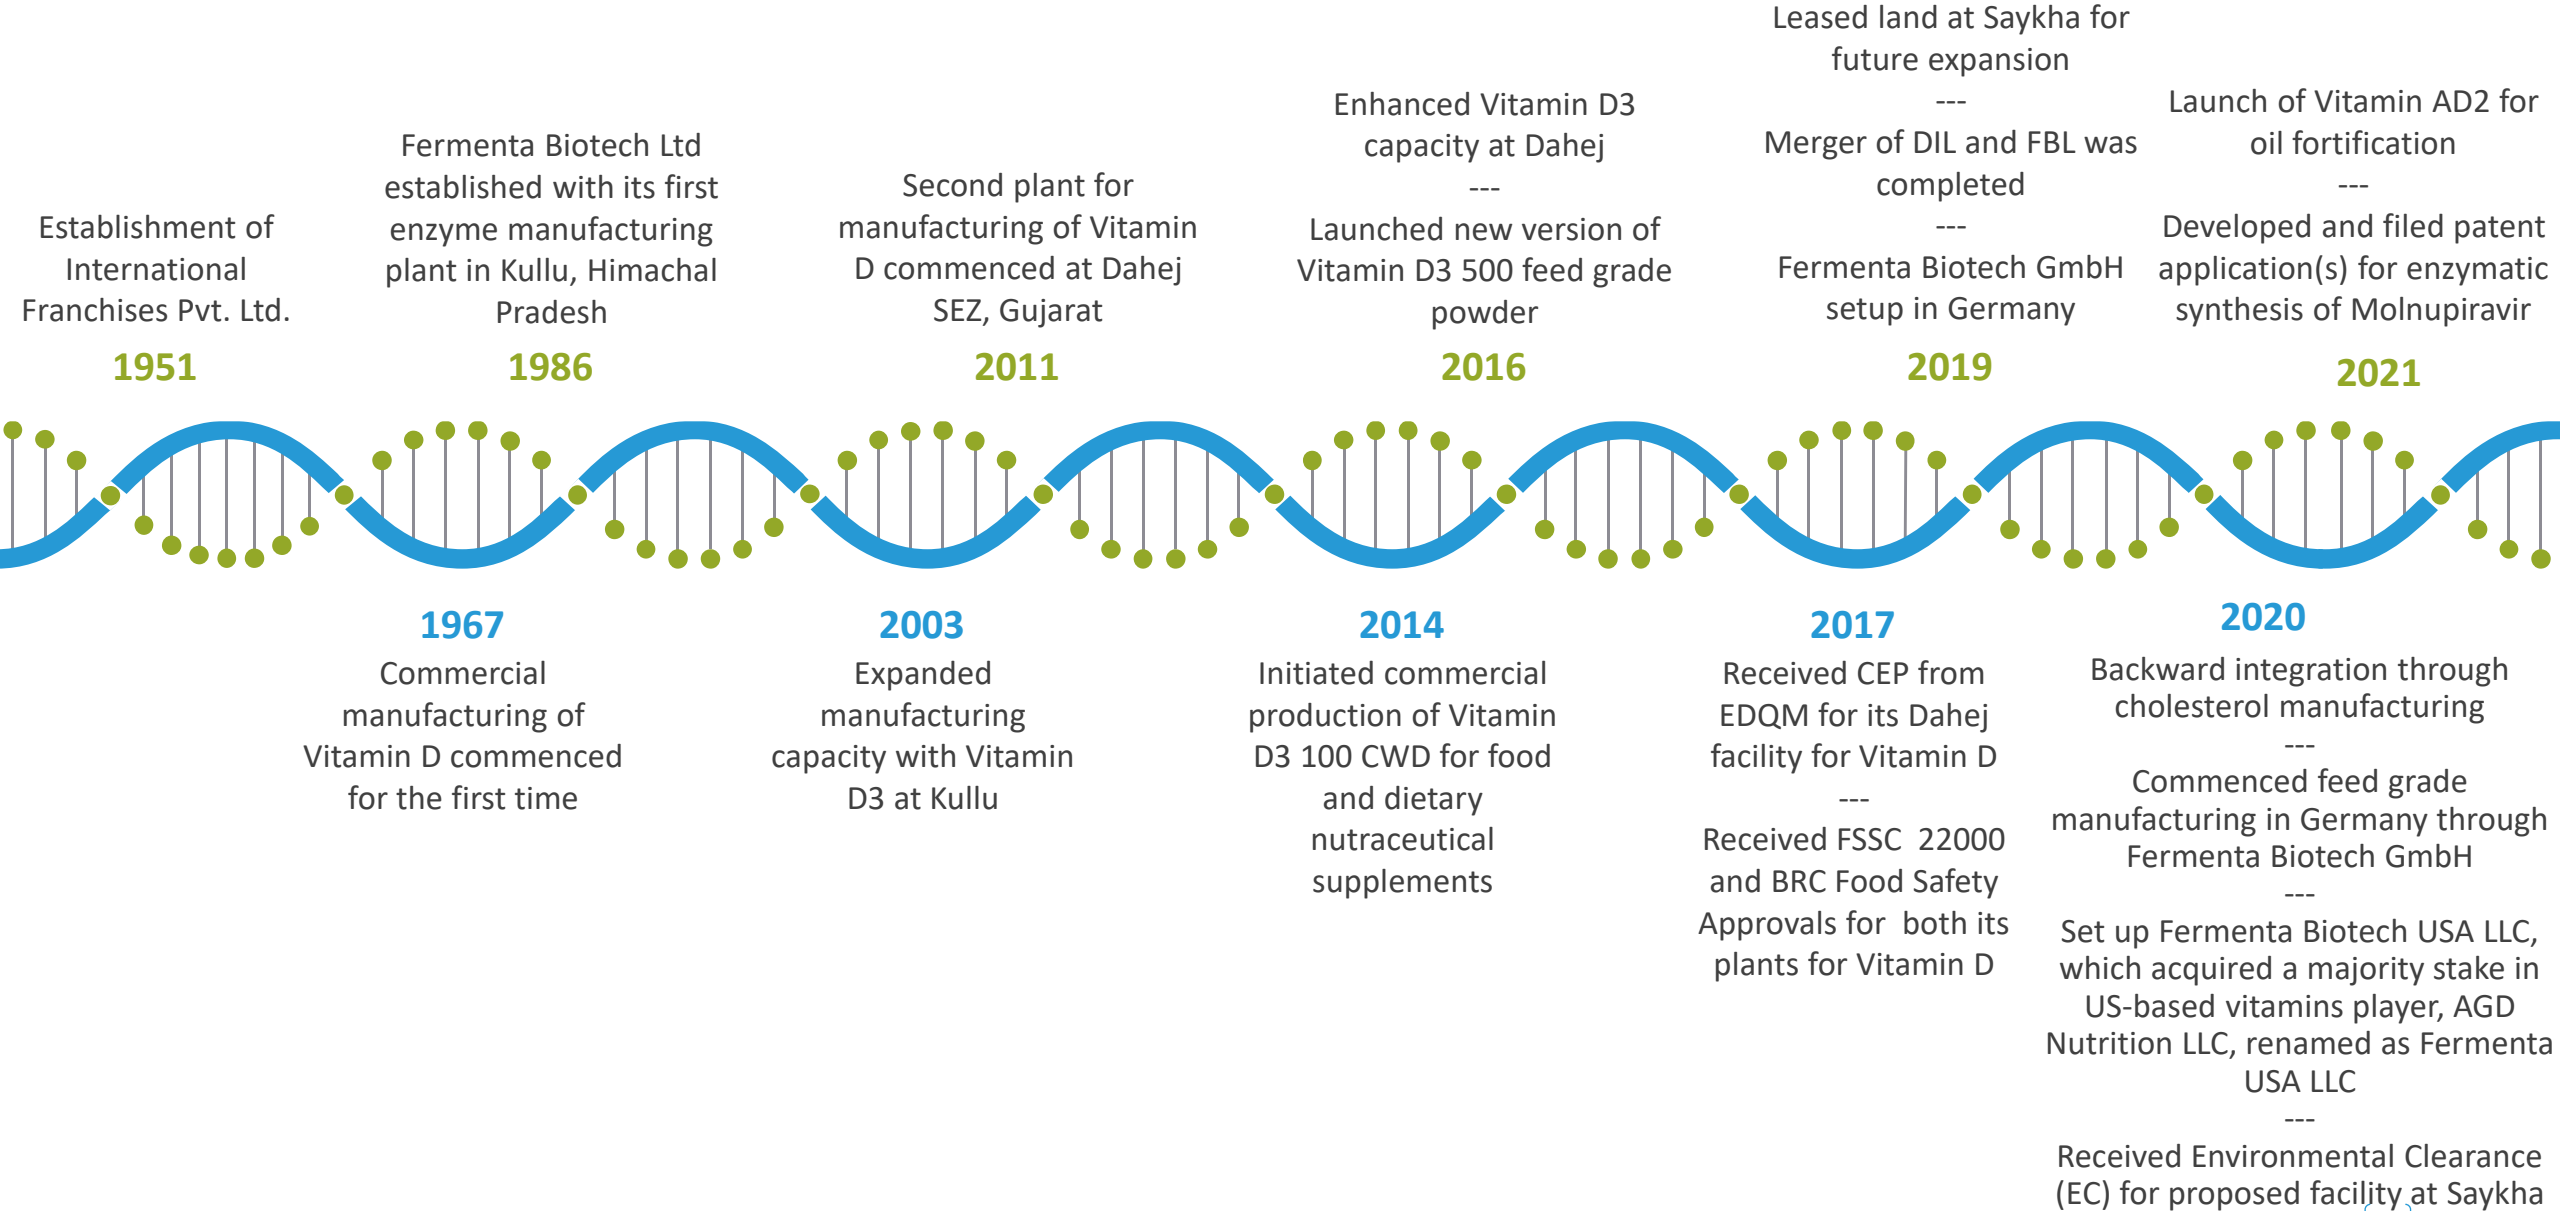 Establishment of
International
Franchises Pvt. Ltd.
1951
Fermenta Biotech Ltd
established with its first
enzyme manufacturing
plant in Kullu, Himachal
Pradesh
1986
Second plant for
manufacturing of Vitamin
D commenced at Dahej
SEZ, Gujarat
2011
Enhanced Vitamin D3
capacity at Dahej
---
Launched new version of
Vitamin D3 500 feed grade
powder
2016
Leased land at Saykha for
future expansion
---
Merger of DIL and FBL was
completed
---
Fermenta Biotech GmbH
setup in Germany
2019
Launch of Vitamin AD2 for
oil fortification
---
Developed and filed patent
application(s) for enzymatic
synthesis of Molnupiravir
2021
1967
Commercial
manufacturing of
Vitamin D commenced
for the first time
2003
Expanded
manufacturing
capacity with Vitamin
D3 at Kullu
2014
Initiated commercial
production of Vitamin
D3 100 CWD for food
and dietary
nutraceutical
supplements
2017
Received CEP from
EDQM for its Dahej
facility for Vitamin D
---
Received FSSC  22000
and BRC Food Safety
Approvals for  both its
plants for Vitamin D
2020
Backward integration through
cholesterol manufacturing
---
Commenced feed grade
manufacturing in Germany through
Fermenta Biotech GmbH
---
Set up Fermenta Biotech USA LLC,
which acquired a majority stake in
US-based vitamins player, AGD
Nutrition LLC, renamed as Fermenta
USA LLC
---
Received Environmental Clearance
(EC) for proposed facility at Saykha